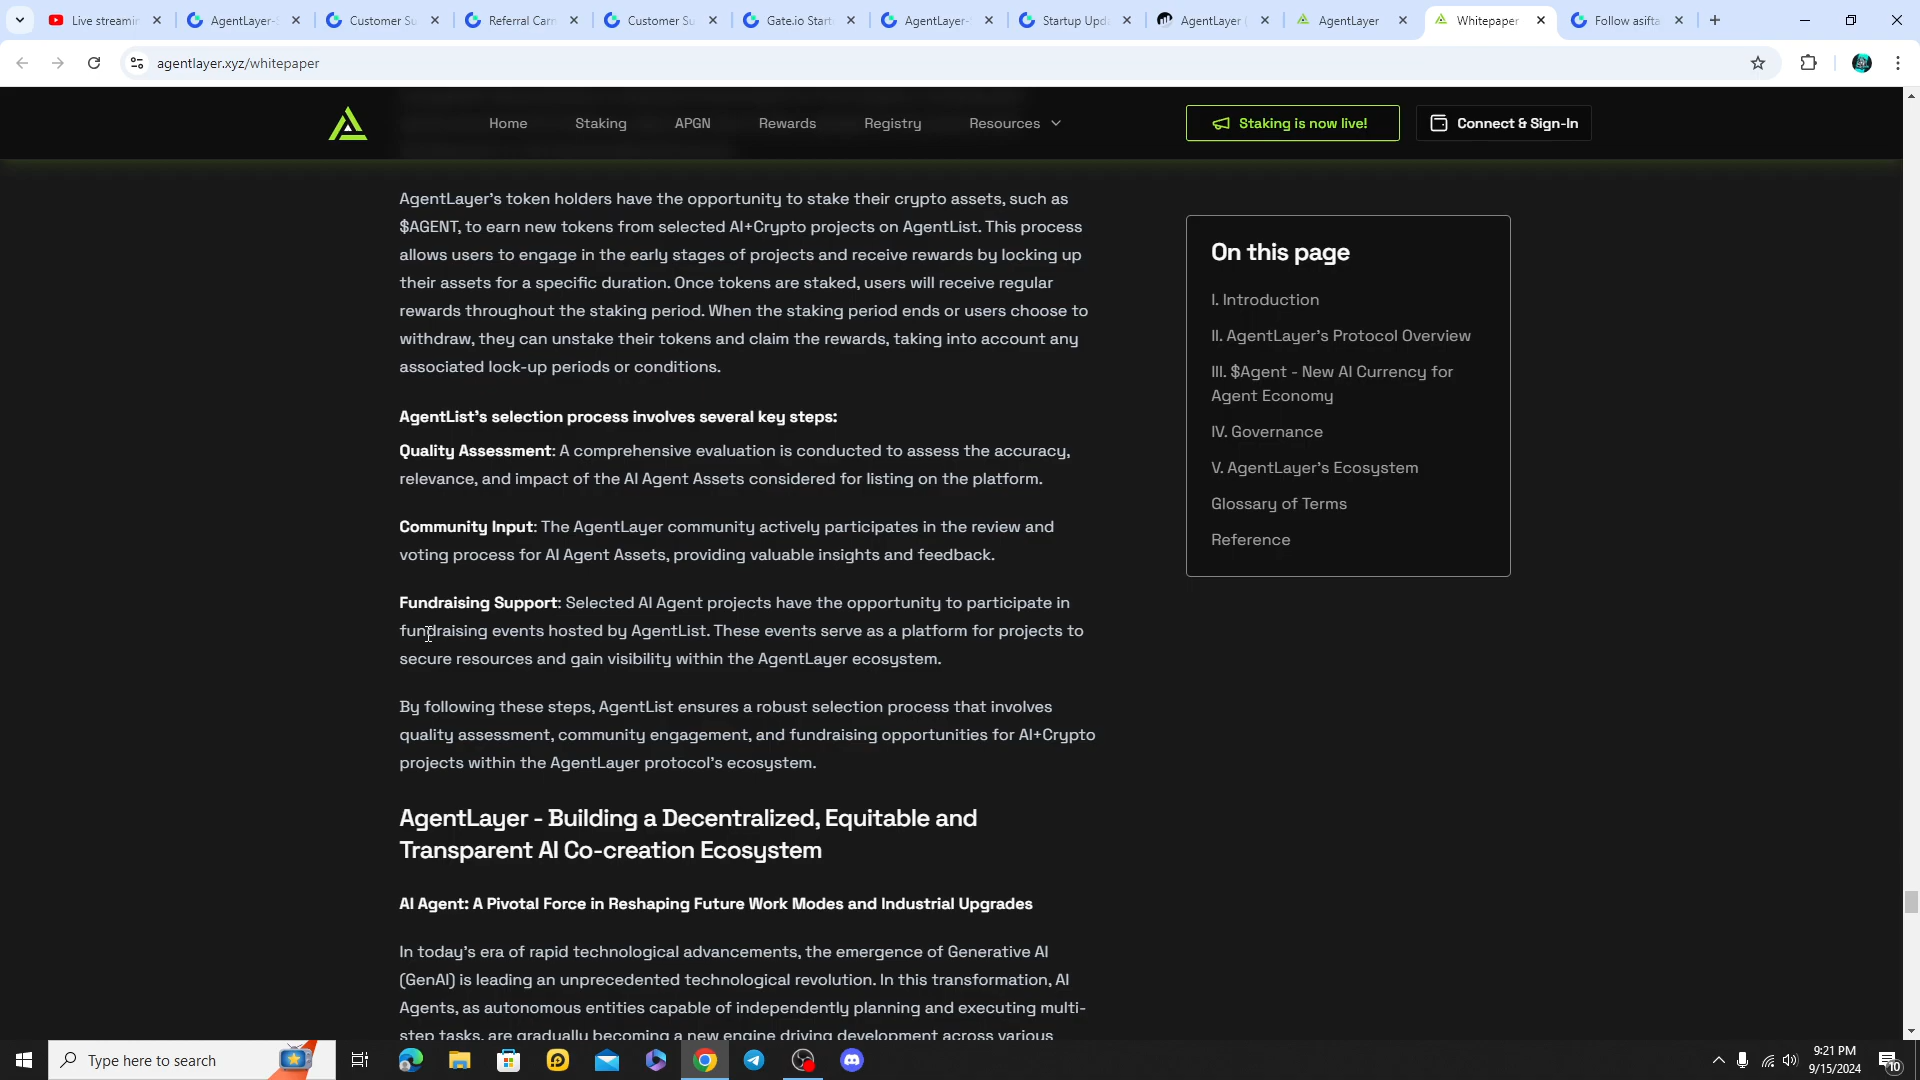 Live streamin
AgentLayer-
Customer Su
Referral Cam
Customer Su
Gate.io Start
AgentLayer-
Startup Upda
AgentLayer (
AgentLayer
Whitepaper
Follow asifta
agentlayer.xyz/whitepaper
Home
Staking
APGN
Rewards
Registry
Resources
Staking is now live!
Connect & Sign-In
AgentLayer's token holders have the opportunity to stake their crypto assets, such as
$AGENT, to earn new tokens from selected AI+Crypto projects on AgentList. This process
allows users to engage in the early stages of projects and receive rewards by locking up
their assets for a specific duration. Once tokens are staked, users will receive regular
rewards throughout the staking period. When the staking period ends or users choose to
withdraw, they can unstake their tokens and claim the rewards, taking into account any
associated lock-up periods or conditions.
AgentList's selection process involves several key steps:
Quality Assessment: A comprehensive evaluation is conducted to assess the accuracy,
relevance, and impact of the AI Agent Assets considered for listing on the platform.
Community Input: The AgentLayer community actively participates in the review and
voting process for AI Agent Assets, providing valuable insights and feedback.
Fundraising Support: Selected AI Agent projects have the opportunity to participate in
fundraising events hosted by AgentList. These events serve as a platform for projects to
secure resources and gain visibility within the AgentLayer ecosystem.
By following these steps, AgentList ensures a robust selection process that involves
quality assessment, community engagement, and fundraising opportunities for AI+Crypto
projects within the AgentLayer protocol's ecosystem.
AgentLayer - Building a Decentralized, Equitable and
Transparent AI Co-creation Ecosystem
AI Agent: A Pivotal Force in Reshaping Future Work Modes and Industrial Upgrades
In today's era of rapid technological advancements, the emergence of Generative AI
(GenAI) is leading an unprecedented technological revolution. In this transformation, AI
Agents, as autonomous entities capable of independently planning and executing multi-
step tasks, are gradually becoming a new engine driving development across various
On this page
I. Introduction
II. AgentLayer's Protocol Overview
III. $Agent - New AI Currency for
Agent Economy
IV. Governance
V. AgentLayer's Ecosystem
Glossary of Terms
Reference
Type here to search
9:21 PM
9/15/2024
10